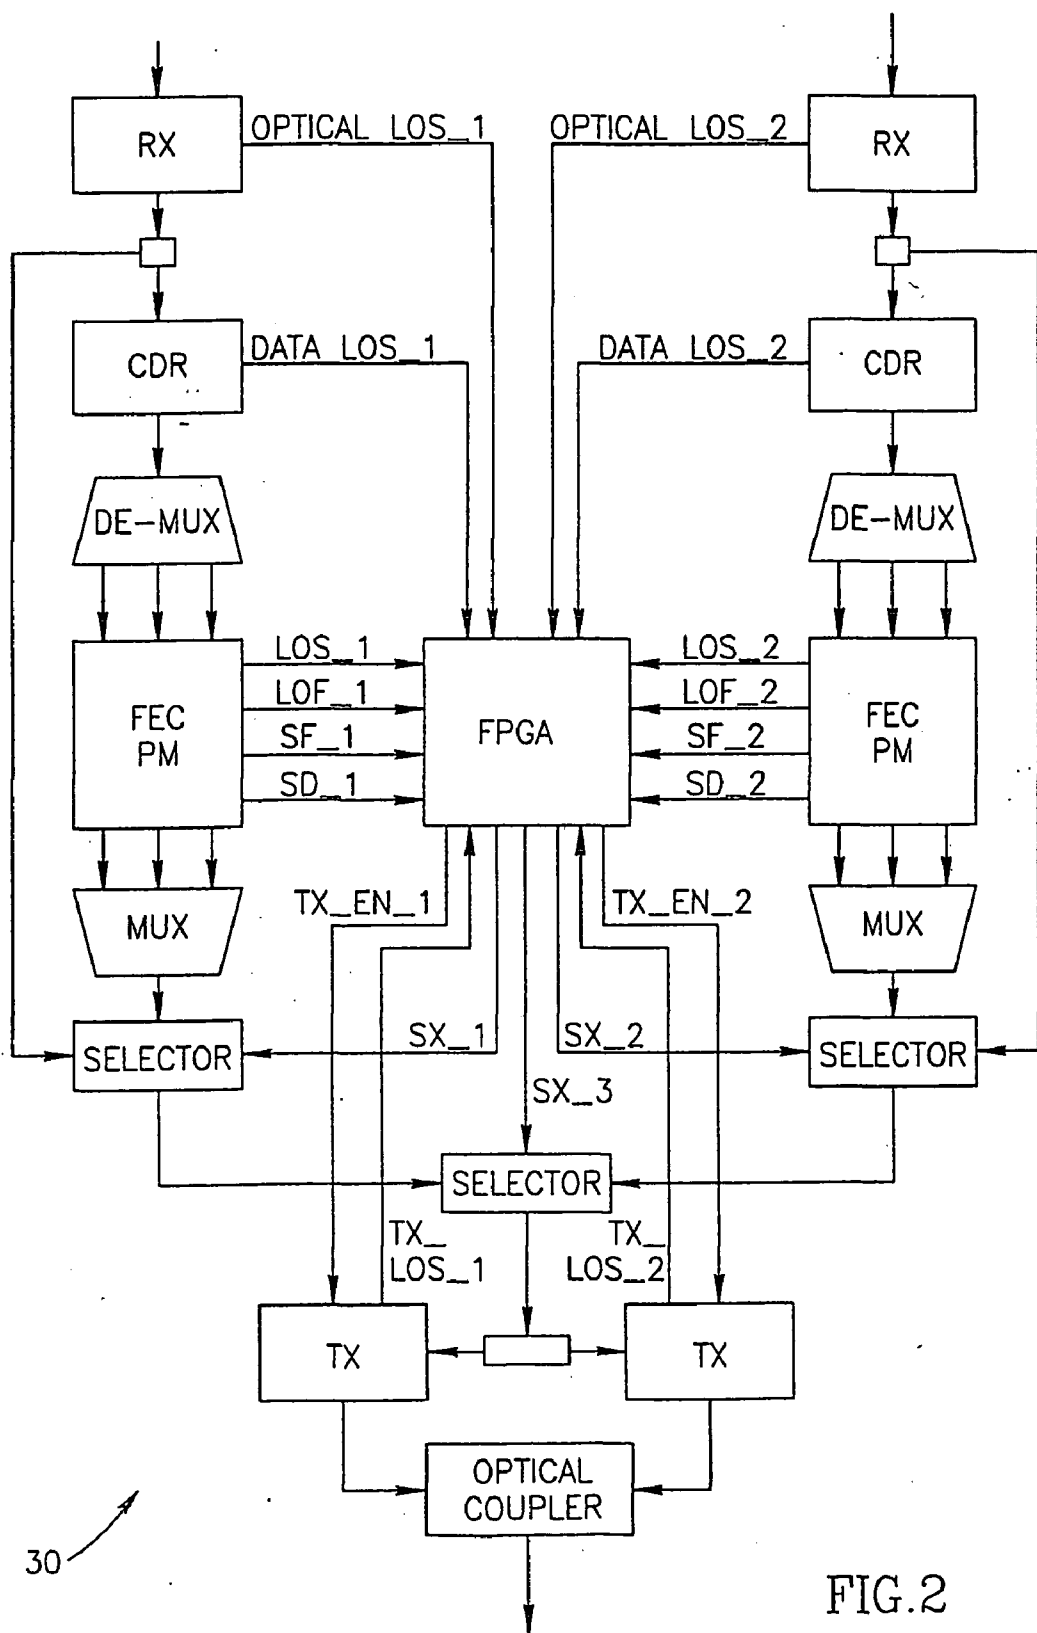 RX
OPTICAL LOS_1
OPTICAL LOS_2
RX
CDR
DATA LOS_1
DATA LOS_2
CDR
DE-MUX
DE-MUX
FEC
PM
LOS_1
LOF_1
SF_1
SD_1
FPGA
LOS_2
LOF_2
SF_2
SD_2
FEC
PM
MUX
TX_EN_1
TX_EN_2
MUX
SELECTOR
SX_1
SX_2
SELECTOR
SX_3
SELECTOR
TX_
LOS_1
TX_
LOS_2
TX
TX
OPTICAL
COUPLER
30
FIG.2